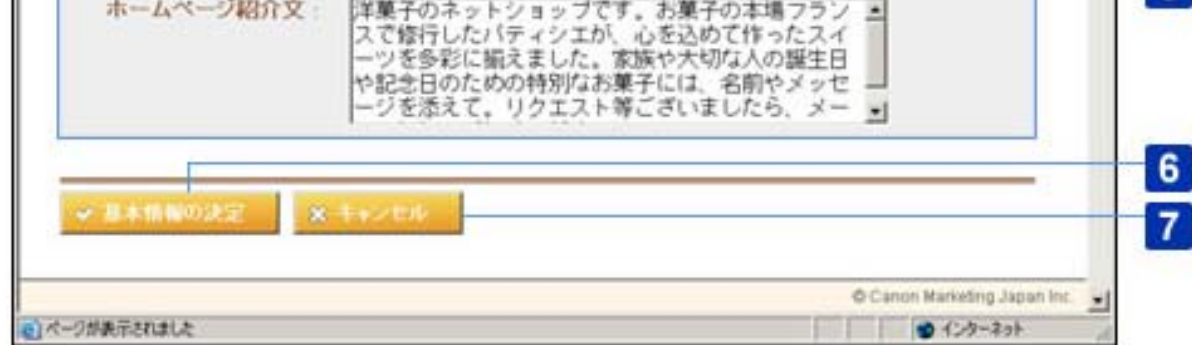 ホームページ紹介文：
洋菓子のネットショップです。お菓子の本場フラン
スで修行したパティシエが、心を込めて作ったスイ
ーツを多彩に揃えました。家族や大切な人の誕生日
や記念日のための特別なお菓子には、名前やメッセ
ージを添えて。リクエスト等ございましたら、メー
6
基本情報の決定
キャンセル
7
© Canon Marketing Japan Inc.
ページが表示されました
インターネット